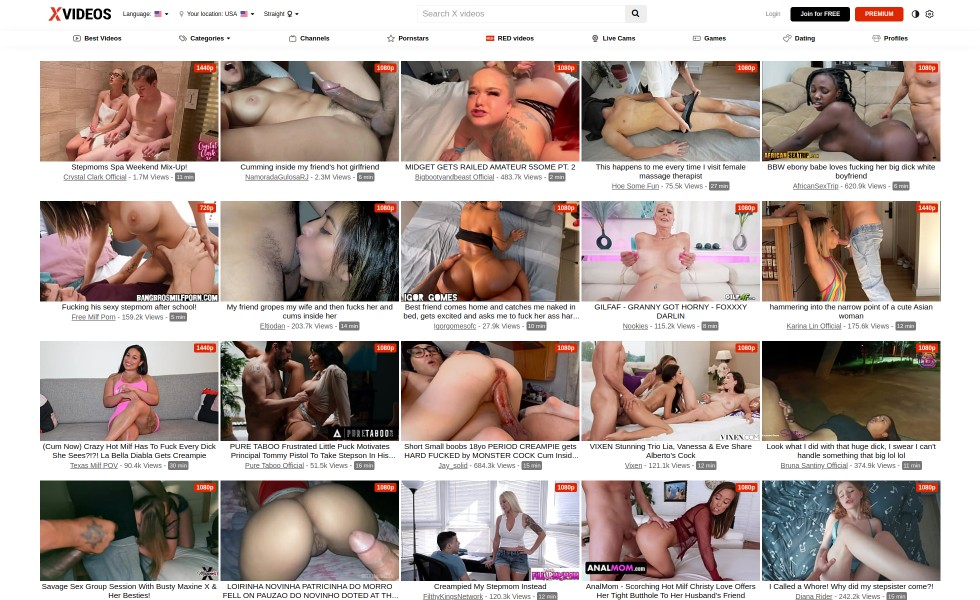 XVIDEOS
Language:
Your location: USA
Straight
Search X videos
Login
Join for FREE
PREMIUM
Best Videos
Categories
Channels
Pornstars
RED videos
Live Cams
Games
Dating
Profiles
1440p
1080p
1080p
1080p
1080p
Crystal Clark
AFRICANSEXTRIP.COM
Stepmoms Spa Weekend Mix-Up!
Crystal Clark Official - 1.7M Views - 31 min
Cumming inside my friend's hot girlfriend
NamoradaGulosaRJ - 2.3M Views - 6 min
MIDGET GETS RAILED AMATEUR 5SOME PT. 2
Bigbootyandbeast Official - 483.7k Views - 2 min
This happens to me every time I visit female
massage therapist
Hoe Some Fun - 75.5k Views - 27 min
BBW ebony babe loves fucking her big dick white
boyfriend
AfricanSexTrip - 620.9k Views - 6 min
720p
1080p
1080p
1080p
1440p
BANGBROSMILFPORN.COM
IGOR GOMES
Fucking his sexy stepmom after school!
Free Milf Porn - 159.2k Views - 5 min
My friend gropes my wife and then fucks her and
cums inside her
Eltiodan - 203.7k Views - 14 min
Best friend comes home and catches me naked in
bed, gets excited and asks me to fuck her ass har...
Igorgomesofc - 27.9k Views - 10 min
GILFAF - GRANNY GOT HORNY - FOXXXY
DARLIN
Nookies - 115.2k Views - 8 min
hammering into the narrow point of a cute Asian
woman
Karina Lin Official - 175.6k Views - 12 min
1440p
1080p
1080p
1080p
1080p
PURETABOO
VIXEN.COM
(Cum Now) Crazy Hot Milf Has To Fuck Every Dick
She Sees?!?! La Bella Diabla Gets Creampie
Texas Milf POV - 90.4k Views - 30 min
PURE TABOO Frustrated Little Puck Motivates
Principal Tommy Pistol To Takestepson In His...
Pure Taboo Official - 51.5k Views - 16 min
Short Small boobs 18yo PERIOD CREAMPIE gets
HARD FUCKED by MONSTER COCK Cum Insid...
Jay_solid - 684.3k Views - 15 min
VIXEN Stunning Trio Lia, Vanessa & Eve Share
Alberto's Cock
Vixen - 121.1k Views - 12 min
Look what I did with that huge dick, I swear I can't
handle something that big lol lol
Bruna Santiny Official - 374.9k Views - 11 min
1080p
1080p
1080p
1080p
1080p
ANALMOM.com
Savage Sex Group Session With Busty Maxine X &
Her Besties!
LOIRINHA NOVINHA PATRICINHA DO MORRO
FELL ON PAUZAO DO NOVINHO DOTED AT TH...
Creampied My Stepmom Instead
FilthyKingsNetwork - 120.3k Views - 12 min
AnalMom - Scorching Hot Milf Christy Love Offers
Her Tight Butthole To Her Husband's Friend
I Called a Whore! Why did my stepsister come?!
Diana Rider - 242.2k Views - 15 min